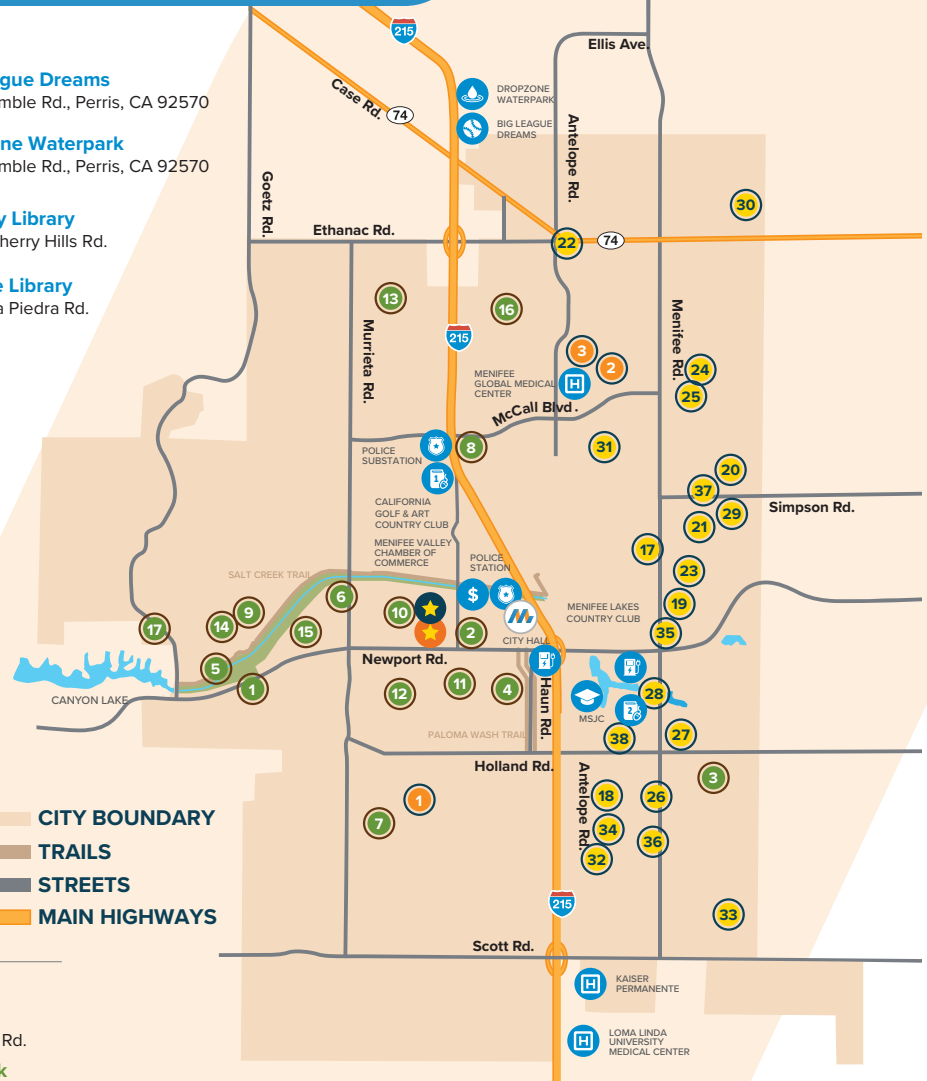 gue Dreams
mble Rd., Perris, CA 92570
ne Waterpark
mble Rd., Perris, CA 92570
y Library
herry Hills Rd.
e Library
a Piedra Rd.
215
Ellis Ave.
Case Rd.
74
DROPZONE
WATERPARK
BIG LEAGUE
DREAMS
Antelope Rd.
Goetz Rd.
30
Ethanac Rd.
22
74
13
16
Murrieta Rd.
215
Menifee Rd.
3
2
MENIFEE
GLOBAL MEDICAL
CENTER
H
24
25
McCall Blvd.
POLICE
SUBSTATION
8
31
1
20
37
CALIFORNIA
GOLF & ART
COUNTRY CLUB
Simpson Rd.
29
21
MENIFEE VALLEY
CHAMBER OF
COMMERCE
POLICE
STATION
17
23
SALT CREEK TRAIL
6
$
9
10
14
15
17
2
MENIFEE LAKES
COUNTRY CLUB
19
35
CITY HALL
Newport Rd.
5
1
CANYON LAKE
12
11
4
Haun Rd.
MSJC
28
2
PALOMA WASH TRAIL
38
27
Holland Rd.
Antelope Rd.
3
1
7
18
26
34
36
32
CITY BOUNDARY
TRAILS
STREETS
MAIN HIGHWAYS
215
33
Scott Rd.
H
KAISER
PERMANENTE
H
LOMA LINDA
UNIVERSITY
MEDICAL CENTER
Rd.
k